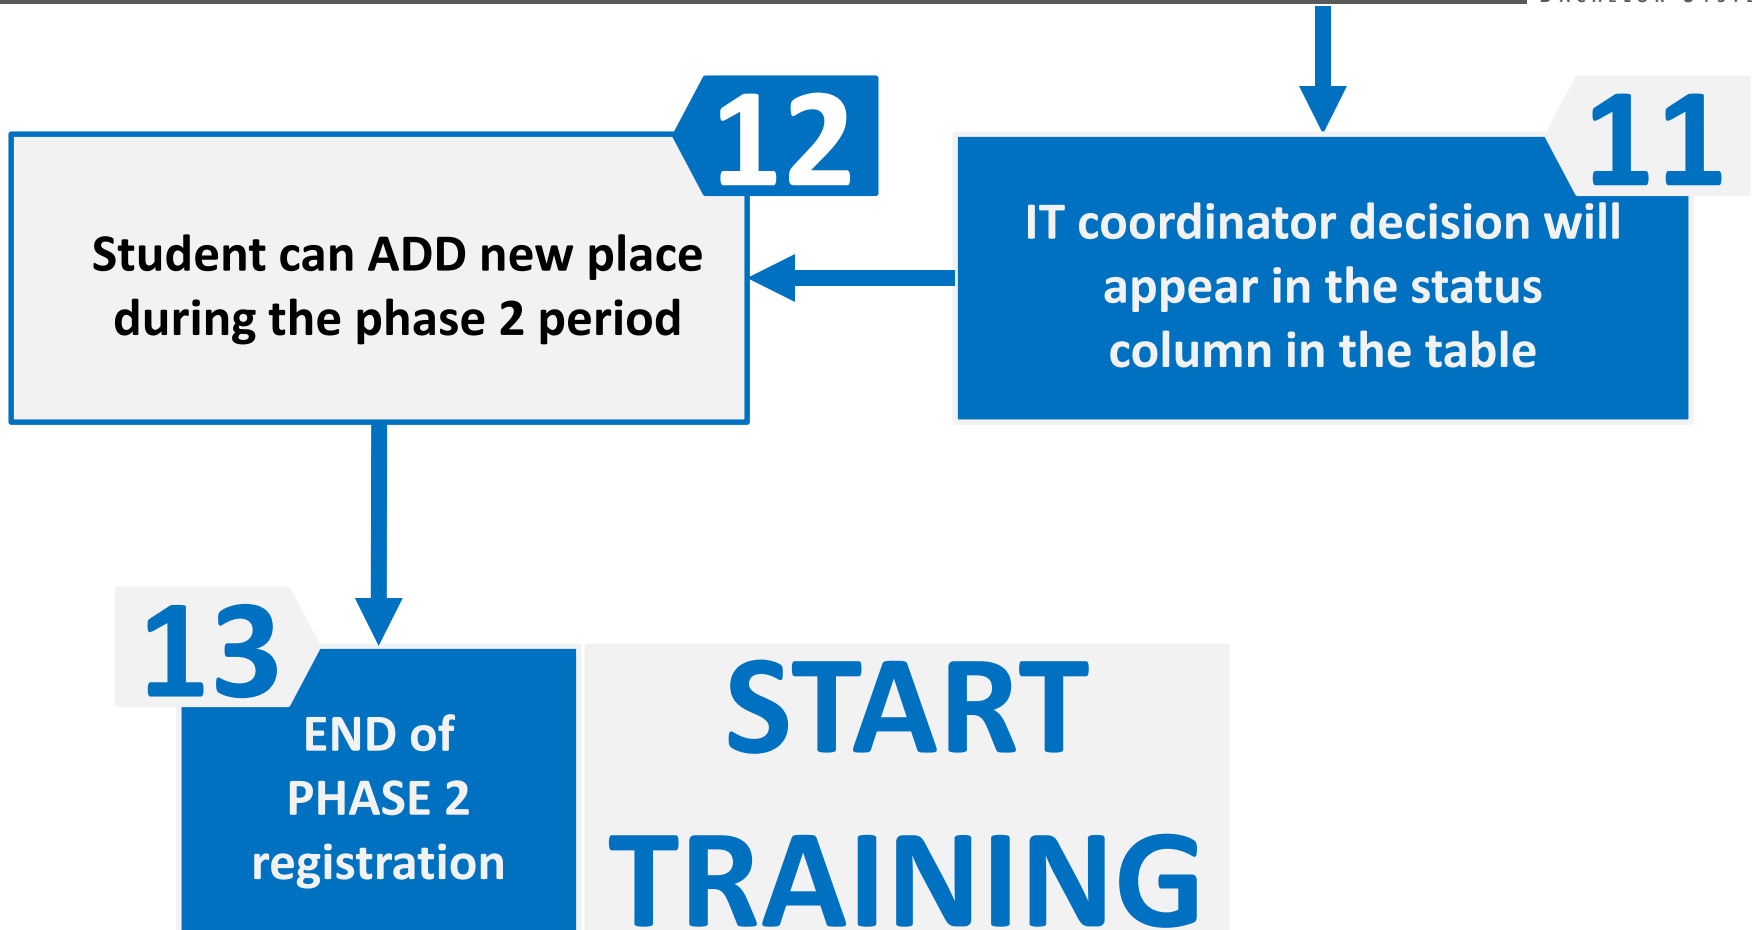 11
IT coordinator decision will
appear in the status
column in the table
12
Student can ADD new place
during the phase 2 period
13
END of
PHASE 2
registration
START
TRAINING